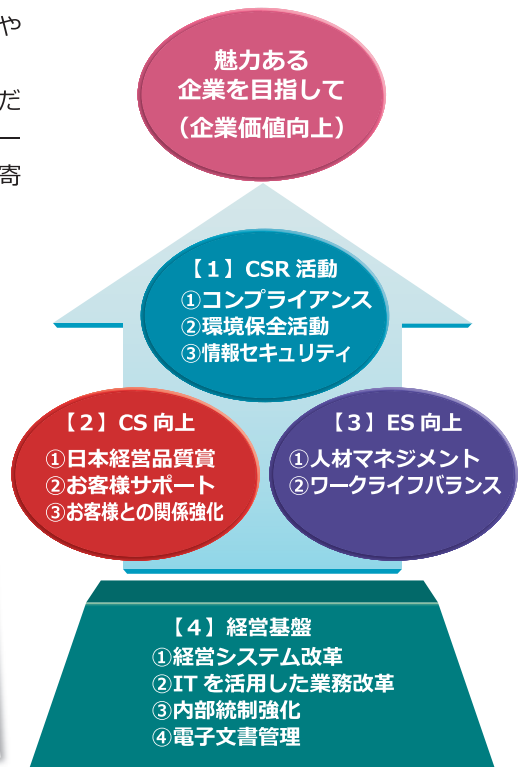 や
だ
ー
寄
魅力ある
企業を目指して
（企業価値向上）
【１】CSR 活動
①コンプライアンス
②環境保全活動
③情報セキュリティ
【２】CS 向上
①日本経営品質賞
②お客様サポート
③お客様との関係強化
【３】ES 向上
①人材マネジメント
②ワークライフバランス
【４】経営基盤
①経営システム改革
②IT を活用した業務改革
③内部統制強化
④電子文書管理